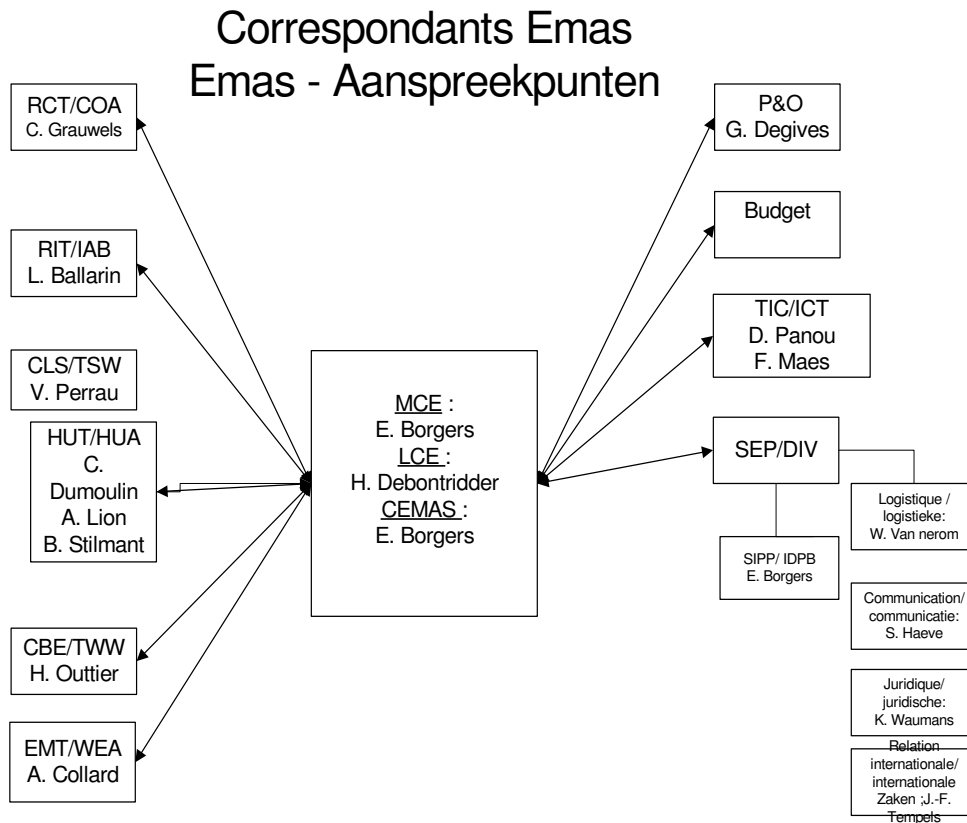 Correspondants Emas
Emas - Aanspreekpunten
RCT/COA
C. Grauwels
RIT/IAB
L. Ballarin
CLS/TSW
V. Perrau
HUT/HUA
C.
Dumoulin
A. Lion
B. Stilmant
CBE/TWW
H. Outtier
EMT/WEA
A. Collard
MCE :
E. Borgers
LCE :
H. Debontridder
CEMAS :
E. Borgers
P&O
G. Degives
Budget
TIC/ICT
D. Panou
F. Maes
SEP/DIV
SIPP/ IDPB
E. Borgers
Logistique /
logistieke:
W. Van nerom
Communication/
communicatie:
S. Haeve
Juridique/
juridische:
K. Waumans
Relation
internationale/
internationale
Zaken ;J.-F.
Tempels